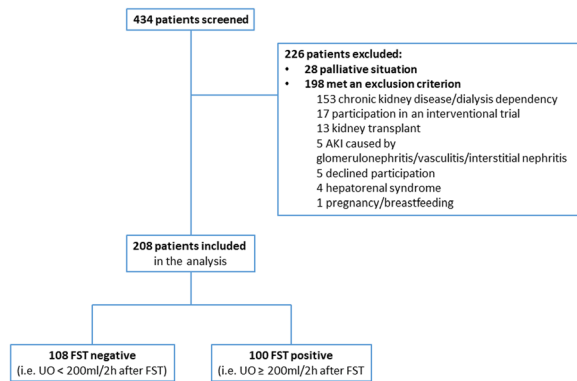 434 patients screened
226 patients excluded:
• 28 palliative situation
• 198 met an exclusion criterion
153 chronic kidney disease/dialysis dependency
17 participation in an interventional trial
13 kidney transplant
5 AKI caused by
glomerulonephritis/vasculitis/interstitial nephritis
5 declined participation
4 hepatorenal syndrome
1 pregnancy/breastfeeding
208 patients included
in the analysis
108 FST negative
(i.e. UO < 200ml/2h after FST)
100 FST positive
(i.e. UO ≥ 200ml/2h after FST